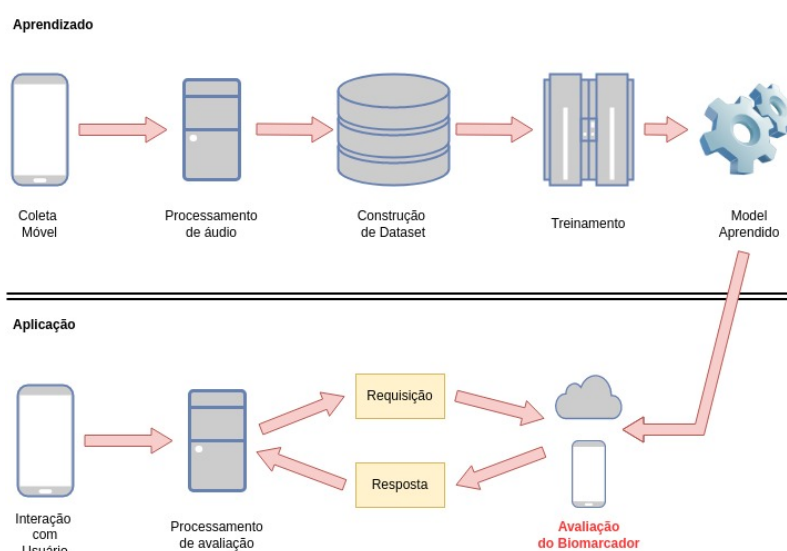 Aprendizado
Coleta
Móvel
Processamento
de áudio
Construção
de Dataset
Treinamento
Model
Aprendido
Aplicação
Requisição
Resposta
Interação
com
Usuário
Processamento
de avaliação
Avaliação
do Biomarcador